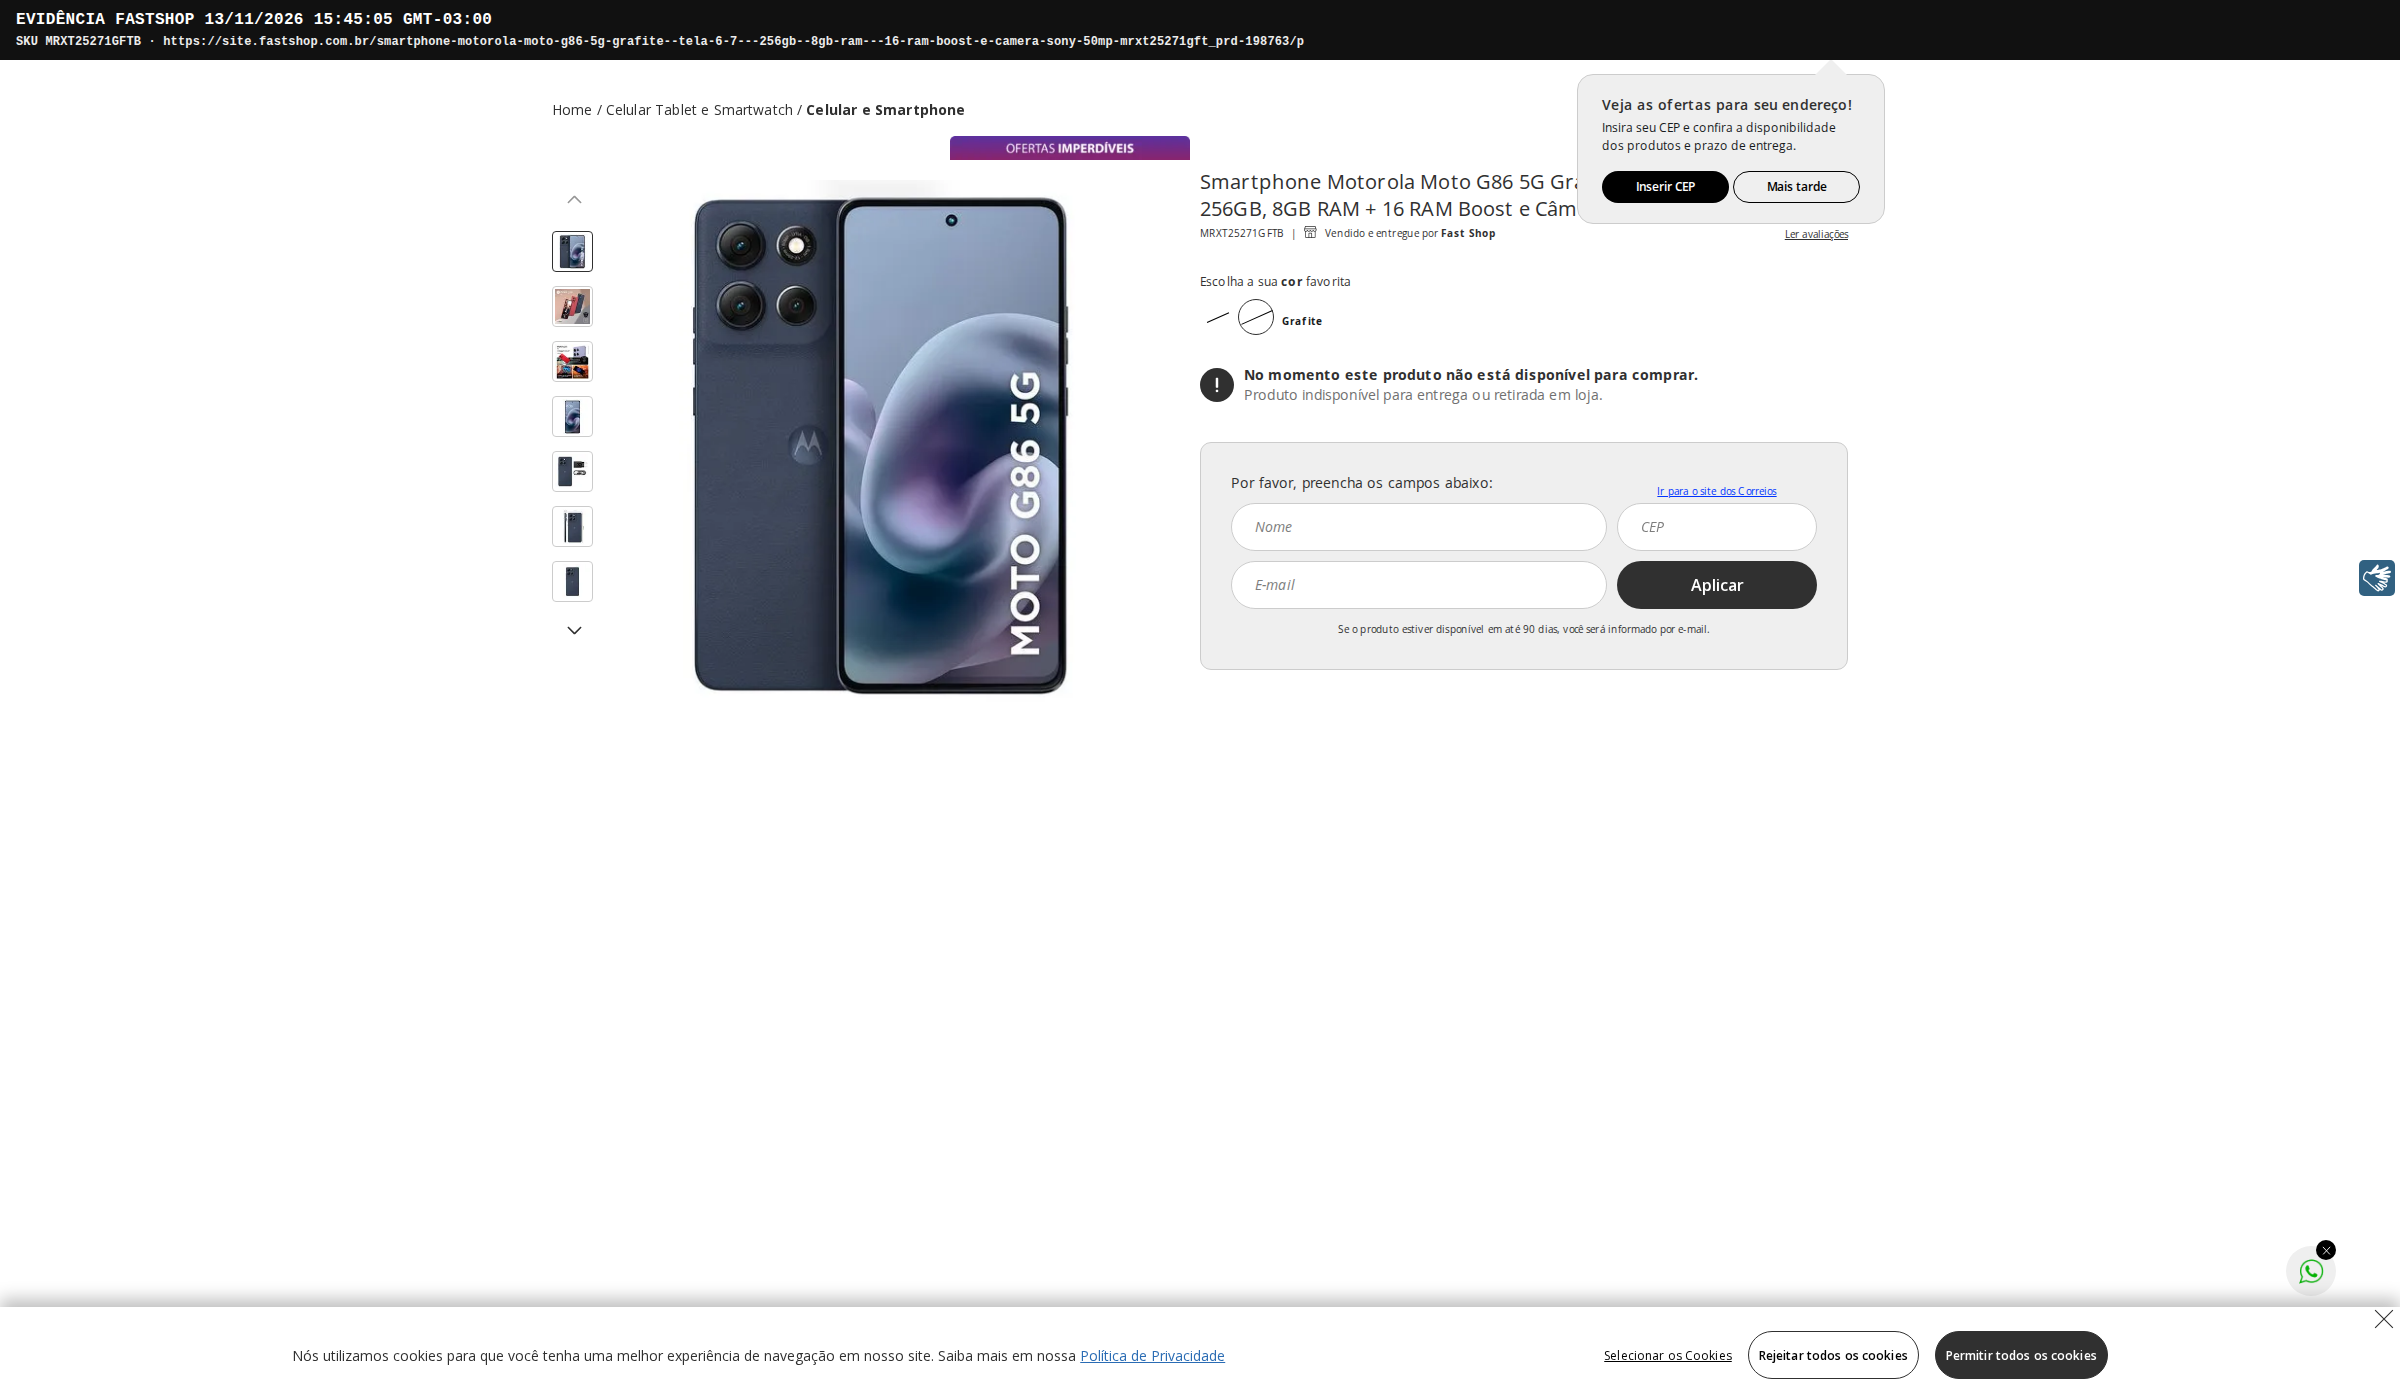 EVIDÊNCIA FASTSHOP 13/11/2026 15:45:05 GMT-03:00
SKU MRXT25271GFTB · https://site.fastshop.com.br/smartphone-motorola-moto-g86-5g-grafite--tela-6-7---256gb--8gb-ram---16-ram-boost-e-camera-sony-50mp-mrxt25271gft_prd-198763/p
Veja as ofertas para seu endereço!
Insira seu CEP e confira a disponibilidade
dos produtos e prazo de entrega.
Inserir CEP Mais tarde
Home / Celular Tablet e Smartwatch / Celular e Smartphone
OFERTAS IMPERDÍVEIS
Smartphone Motorola Moto G86 5G
256GB, 8GB RAM + 16 RAM Boost e
MRXT25271GFTB | Vendido e entregue por Fast Shop
Ler avaliações
Escolha a sua cor favorita
Grafite
No momento este produto não está disponível para comprar.
Produto indisponível para entrega ou retirada em loja.
Por favor, preencha os campos abaixo:
Ir para o site dos Correios
Nome
CEP
E-mail
Aplicar
Se o produto estiver disponível em até 90 dias, você será informado por e-mail.
MOTO G86 5G
Nós utilizamos cookies para que você tenha uma melhor experiência de navegação em nosso site. Saiba mais em nossa Política de Privacidade
Selecionar os Cookies
Rejeitar todos os cookies
Permitir todos os cookies